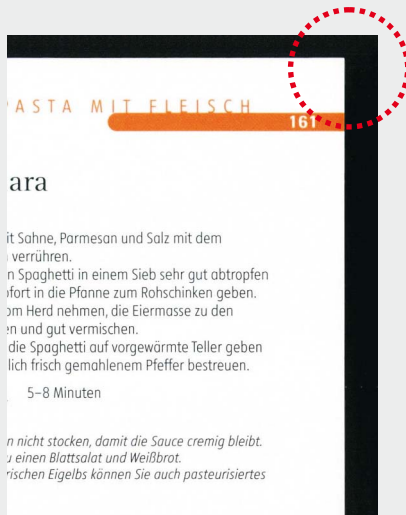 PASTA MIT FLEISCH
161
ara
it Sahne, Parmesan und Salz mit dem
verrühren.
n Spaghetti in einem Sieb sehr gut abtropfen
ofort in die Pfanne zum Rohschinken geben.
om Herd nehmen, die Eiermasse zu den
en und gut vermischen.
die Spaghetti auf vorgewärmte Teller geben
lich frisch gemahlenem Pfeffer bestreuen.
5–8 Minuten
n nicht stocken, damit die Sauce cremig bleibt.
u einen Blattsalat und Weißbrot.
rischen Eigelbs können Sie auch pasteurisiertes